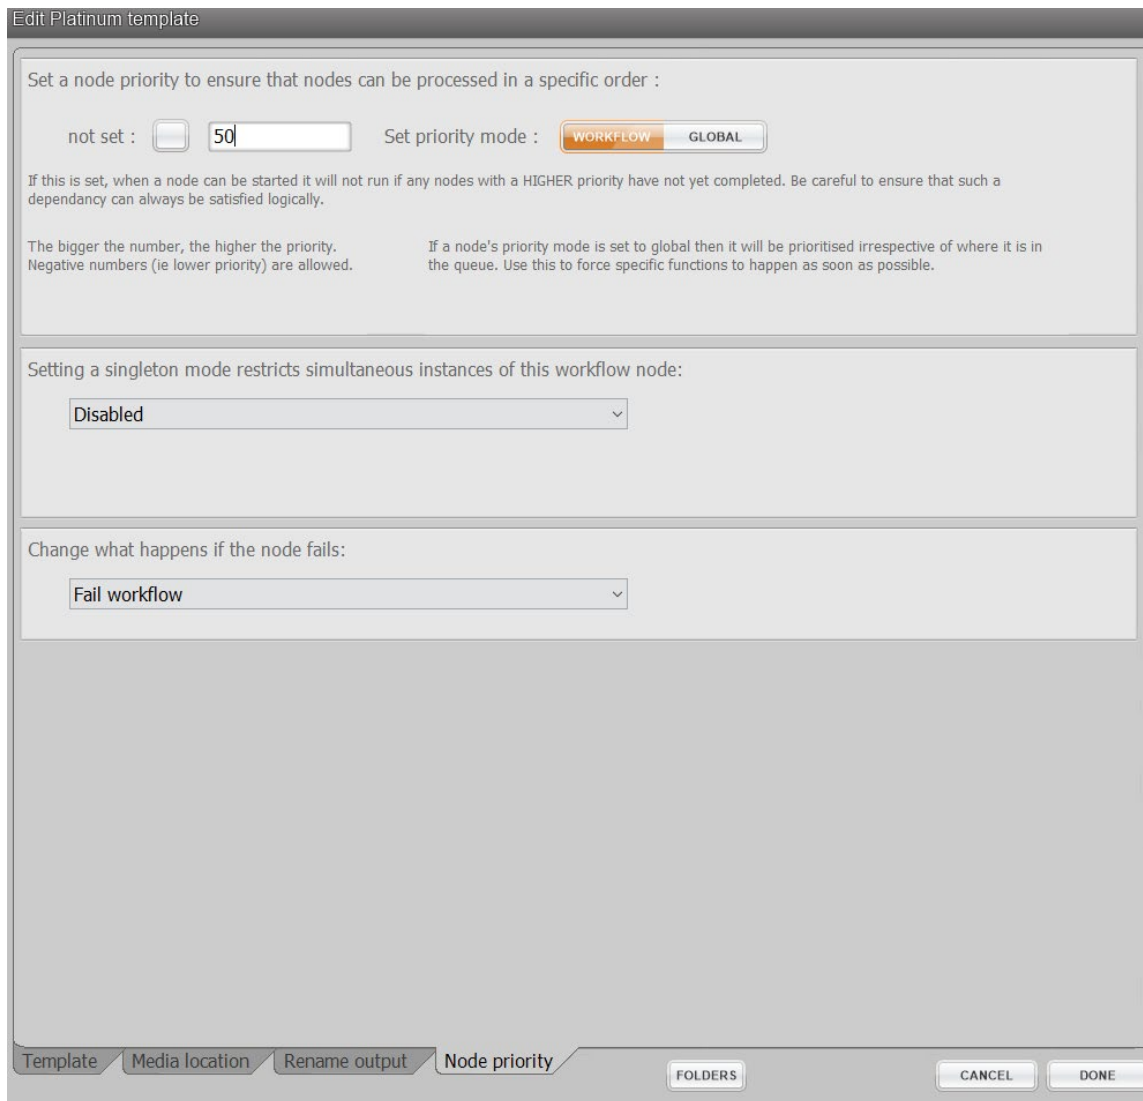 Edit Platinum template
Set a node priority to ensure that nodes can be processed in a specific order :
not set : 50 Set priority mode : WORKFLOW GLOBAL
If this is set, when a node can be started it will not run if any nodes with a HIGHER priority have not yet completed. Be careful to ensure that such a
dependancy can always be satisfied logically.
The bigger the number, the higher the priority.
Negative numbers (ie lower priority) are allowed.
If a node's priority mode is set to global then it will be prioritised irrespective of where it is in
the queue. Use this to force specific functions to happen as soon as possible.
Setting a singleton mode restricts simultaneous instances of this workflow node:
Disabled
Change what happens if the node fails:
Fail workflow
Template Media location Rename output Node priority
FOLDERS CANCEL DONE